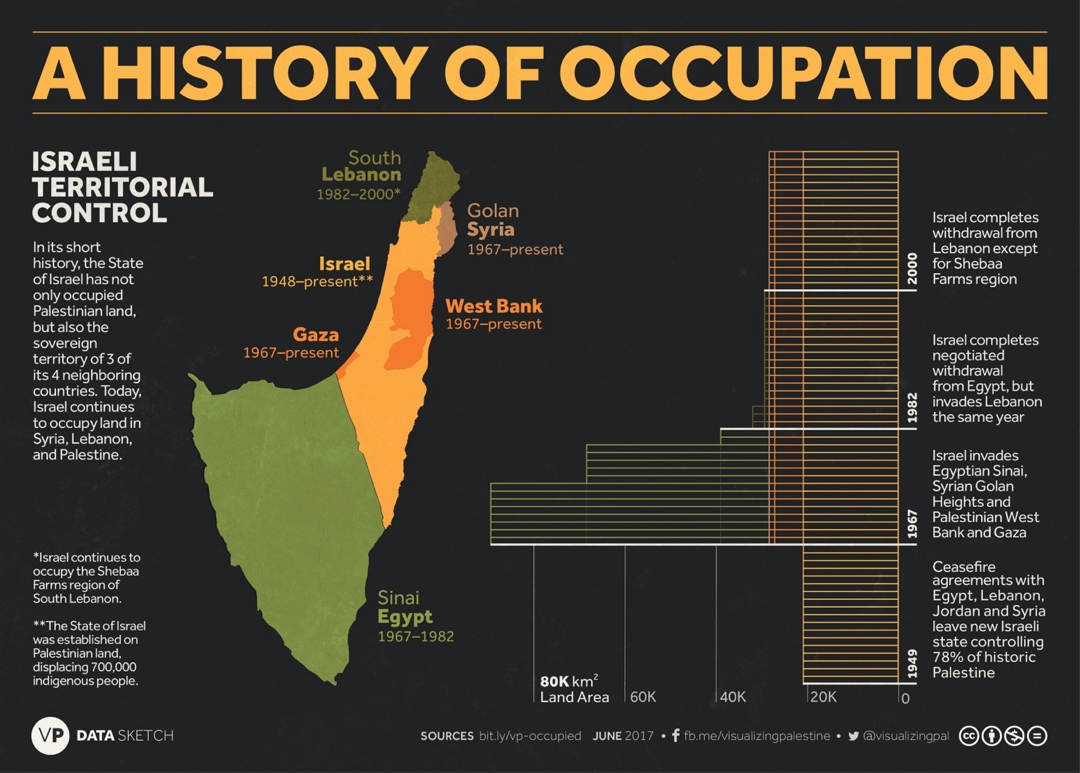 A HISTORY OF OCCUPATION
ISRAELI
TERRITORIAL
CONTROL
In its short
history, the State
of Israel has not
only occupied
Palestinian land,
but also the
sovereign
territory of 3 of
its 4 neighboring
countries. Today,
Israel continues
to occupy land in
Syria, Lebanon,
and Palestine.
*Israel continues to
occupy the Shebaa
Farms region of
South Lebanon.
**The State of Israel
was established on
Palestinian land,
displacing 700,000
indigenous people.
South
Lebanon
1982–2000*
Golan
Syria
1967–present
Israel
1948–present**
West Bank
1967–present
Gaza
1967–present
Sinai
Egypt
1967–1982
2000
Israel completes
withdrawal from
Lebanon except
for Shebaa
Farms region
1982
Israel completes
negotiated
withdrawal
from Egypt, but
invades Lebanon
the same year
1967
Israel invades
Egyptian Sinai,
Syrian Golan
Heights and
Palestinian West
Bank and Gaza
1949
Ceasefire
agreements with
Egypt, Lebanon,
Jordan and Syria
leave new Israeli
state controlling
78% of historic
Palestine
80K km²
Land Area
60K
40K
20K
0
VP DATA SKETCH
SOURCES bit.ly/vp-occupied JUNE 2017 • fb.me/visualizingpalestine • @visualizingpal
cc